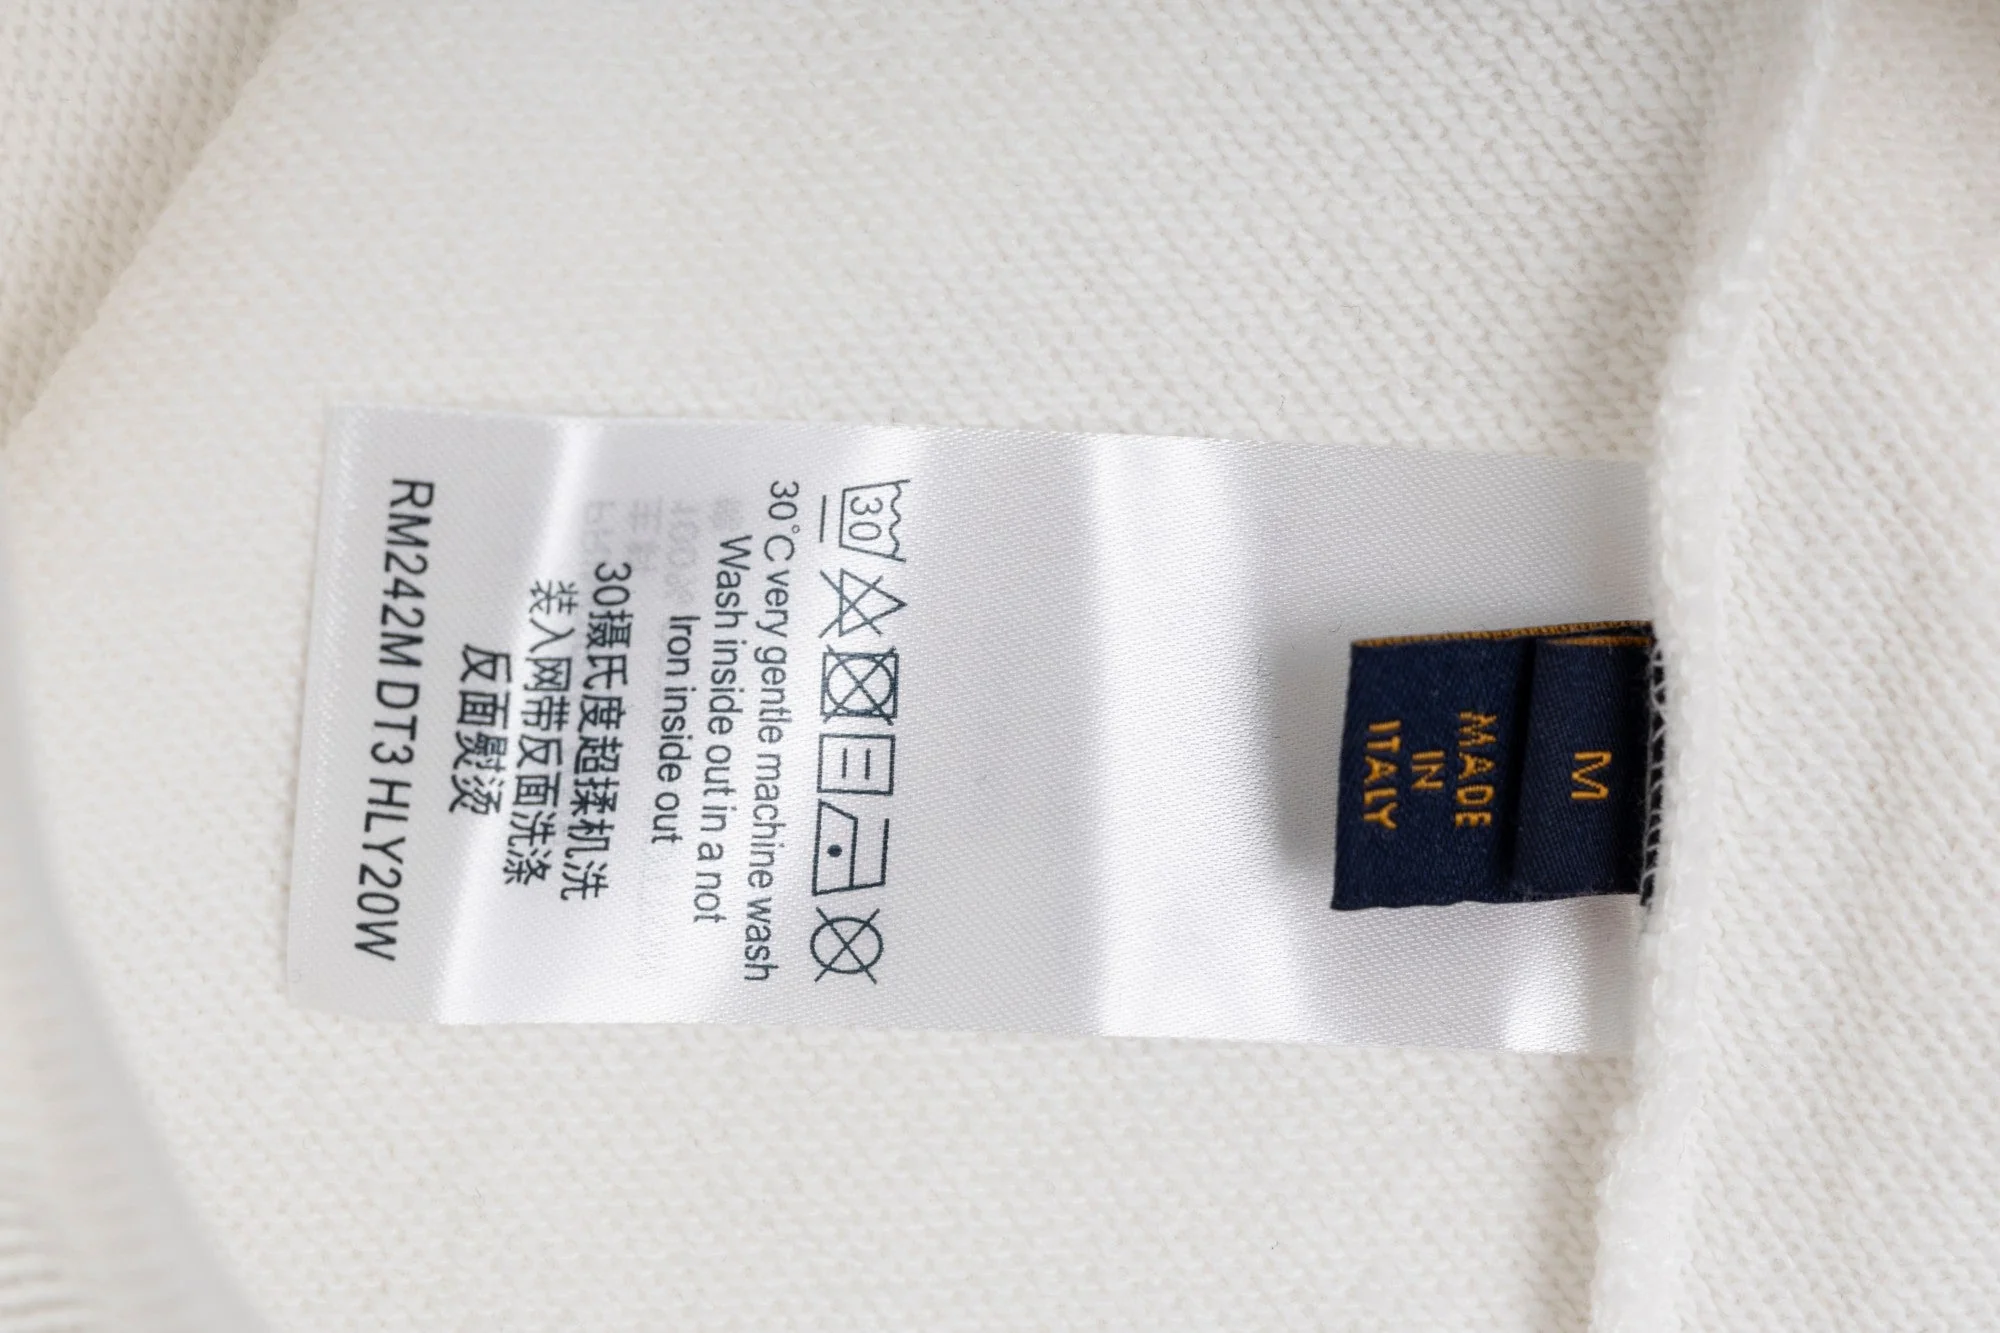 M
MADE
IN
ITALY
30
30°C very gentle machine wash
Wash inside out in a not
Iron inside out
30摄氏度超揉机洗
装入网带反面洗涤
反面熨烫
RM242M DT3 HLY20W